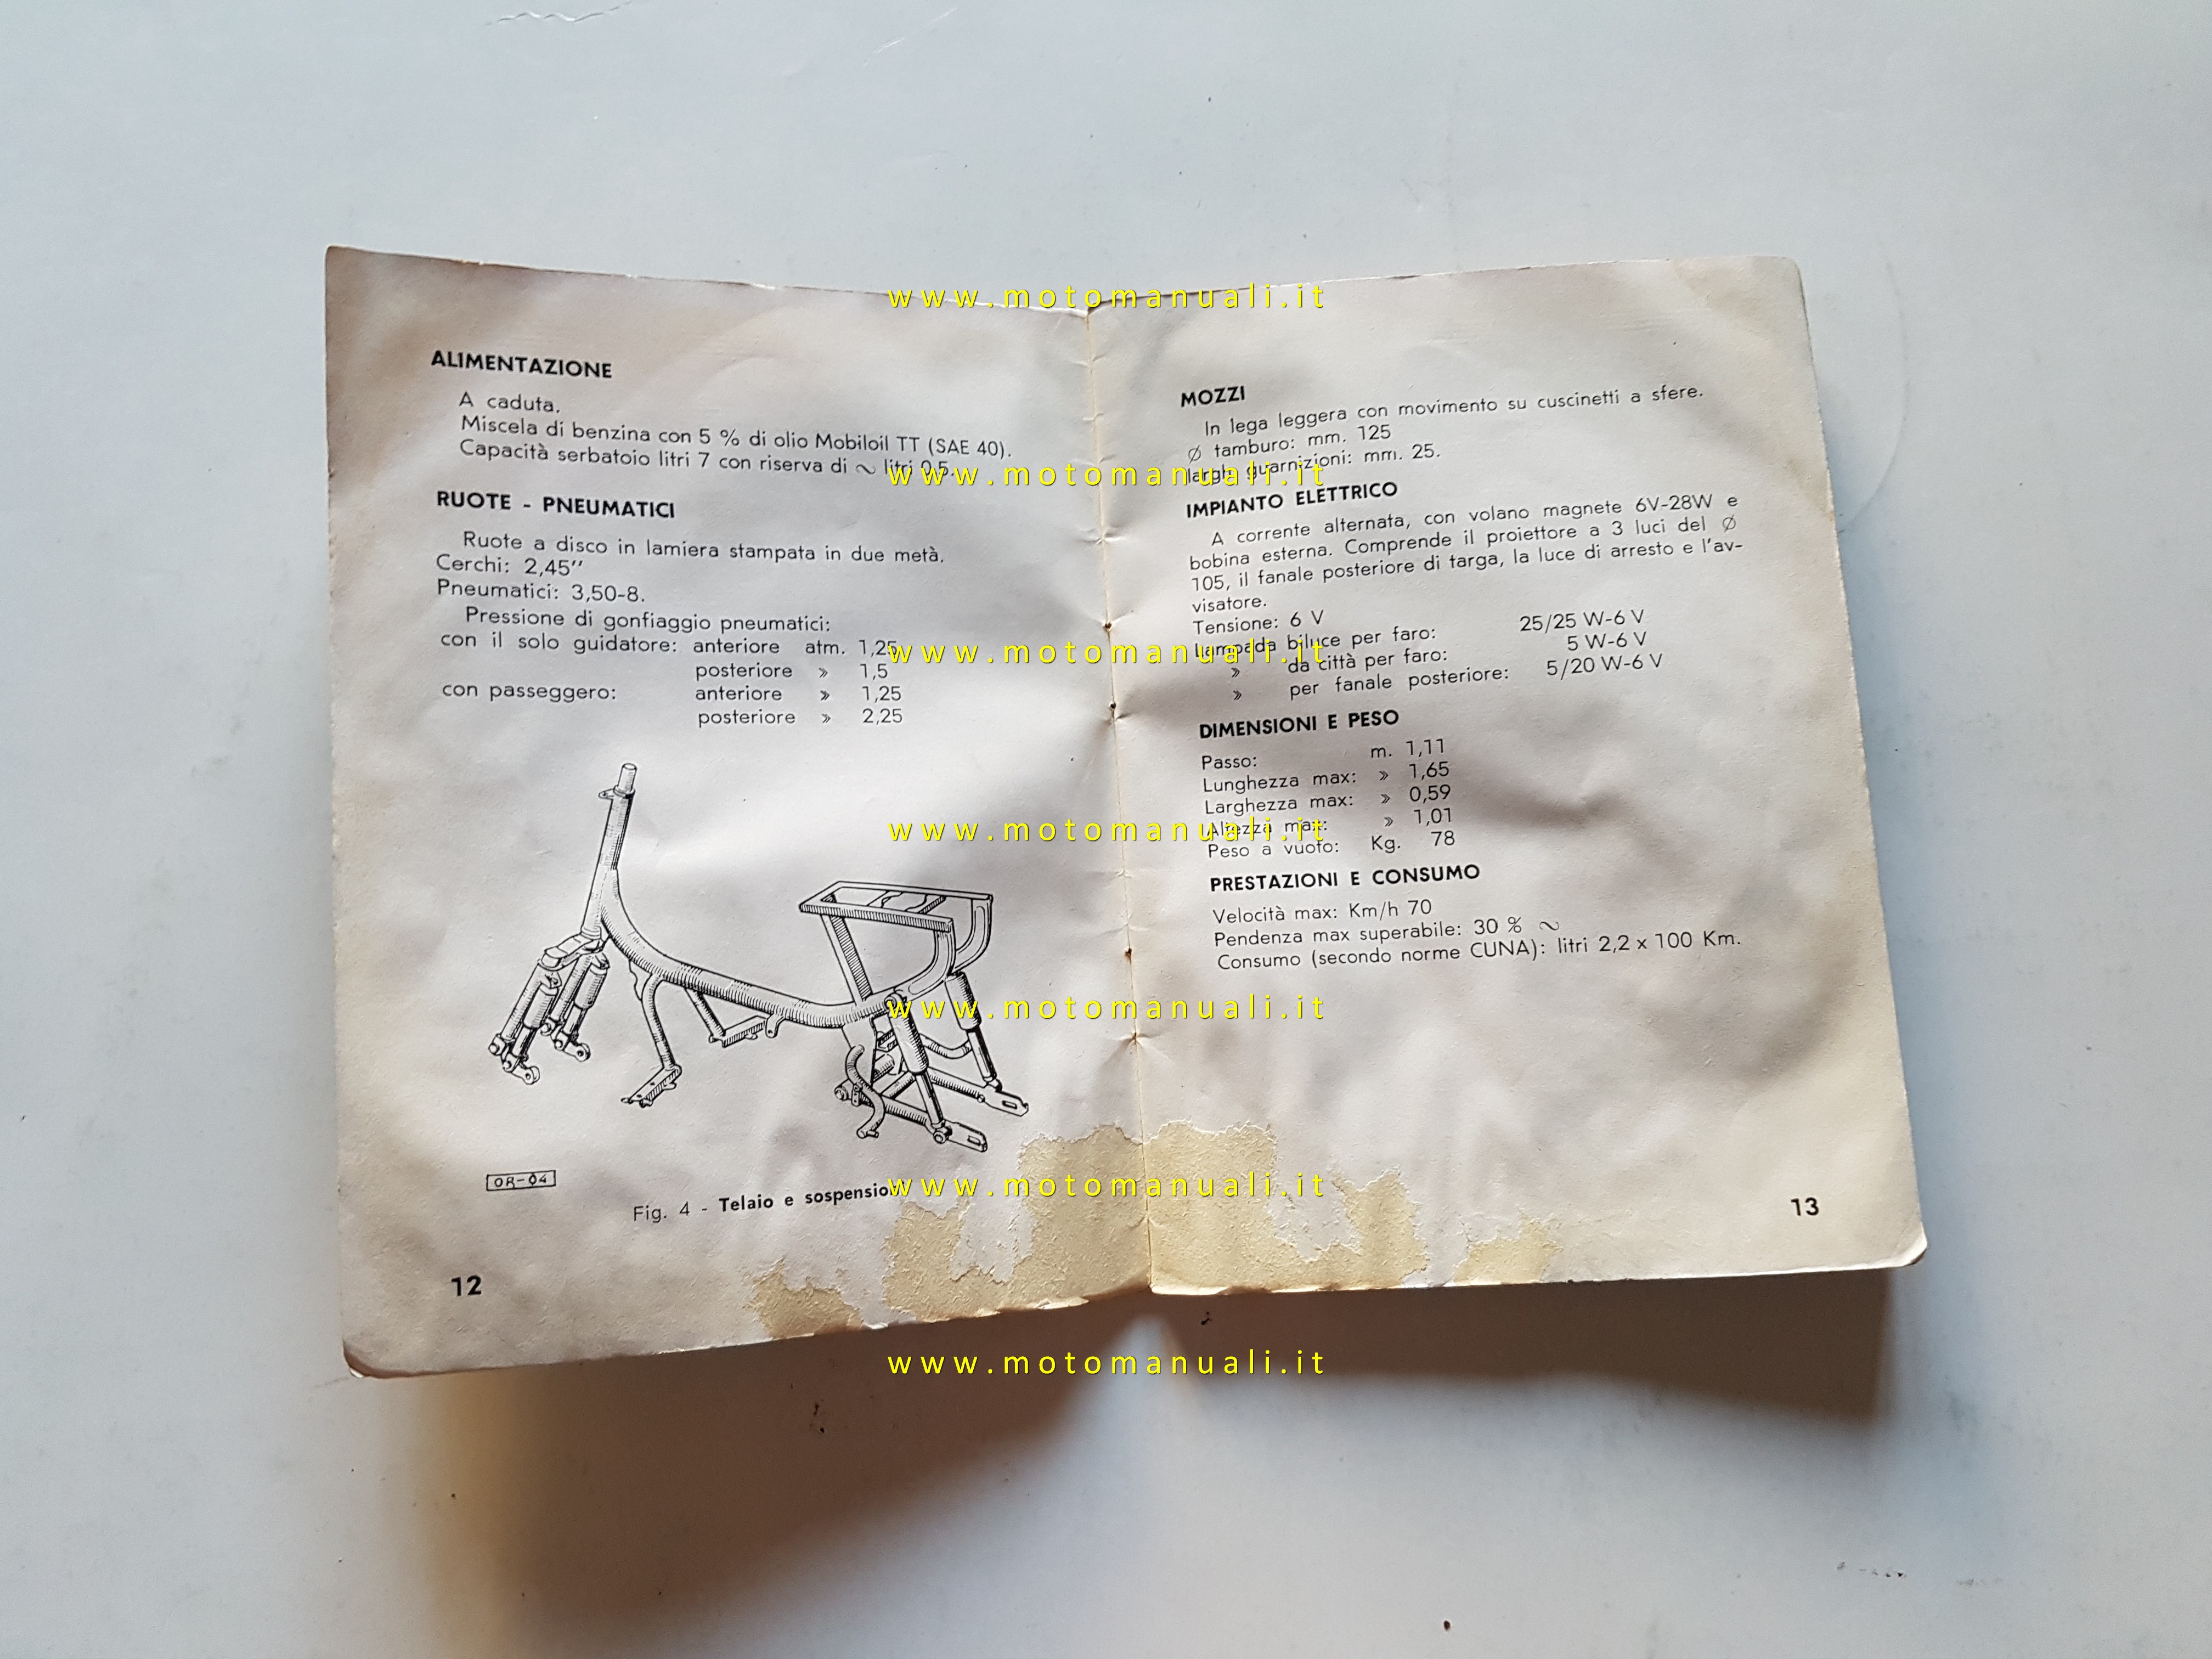 ALIMENTAZIONE
A caduta.
Miscela di benzina con 5 % di olio Mobiloil TT (SAE 40).
Capacità serbatoio litri 7 con riserva di ∼ litri 0,5.
RUOTE - PNEUMATICI
Ruote a disco in lamiera stampata in due metà.
Cerchi: 2,45’’
Pneumatici: 3,50-8.
Pressione di gonfiaggio pneumatici:
con il solo guidatore: anteriore atm. 1,25
posteriore » 1,5
con passeggero: anteriore » 1,25
posteriore » 2,25
OR-04
Fig. 4 - Telaio e sospensioni
12
MOZZI
In lega leggera con movimento su cuscinetti a sfere.
∅ tamburo: mm. 125
largh. guarnizioni: mm. 25.
IMPIANTO ELETTRICO
A corrente alternata, con volano magnete 6V-28W e
bobina esterna. Comprende il proiettore a 3 luci del ∅
105, il fanale posteriore di targa, la luce di arresto e l’av-
visatore.
Tensione: 6 V
Lampada biluce per faro: 25/25 W-6 V
» da città per faro: 5 W-6 V
» per fanale posteriore: 5/20 W-6 V
DIMENSIONI E PESO
Passo: m. 1,11
Lunghezza max: » 1,65
Larghezza max: » 0,59
Altezza max: » 1,01
Peso a vuoto: Kg. 78
PRESTAZIONI E CONSUMO
Velocità max: Km/h 70
Pendenza max superabile: 30 % ∼
Consumo (secondo norme CUNA): litri 2,2 x 100 Km.
13
www.motomanuali.it
www.motomanuali.it
www.motomanuali.it
www.motomanuali.it
www.motomanuali.it
www.motomanuali.it
www.motomanuali.it